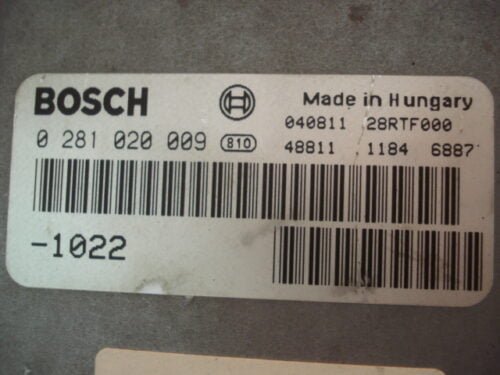 BOSCH
Made in Hungary
040811 28RTF000
0 281 020 009 810
48811 1184 6887
-1022